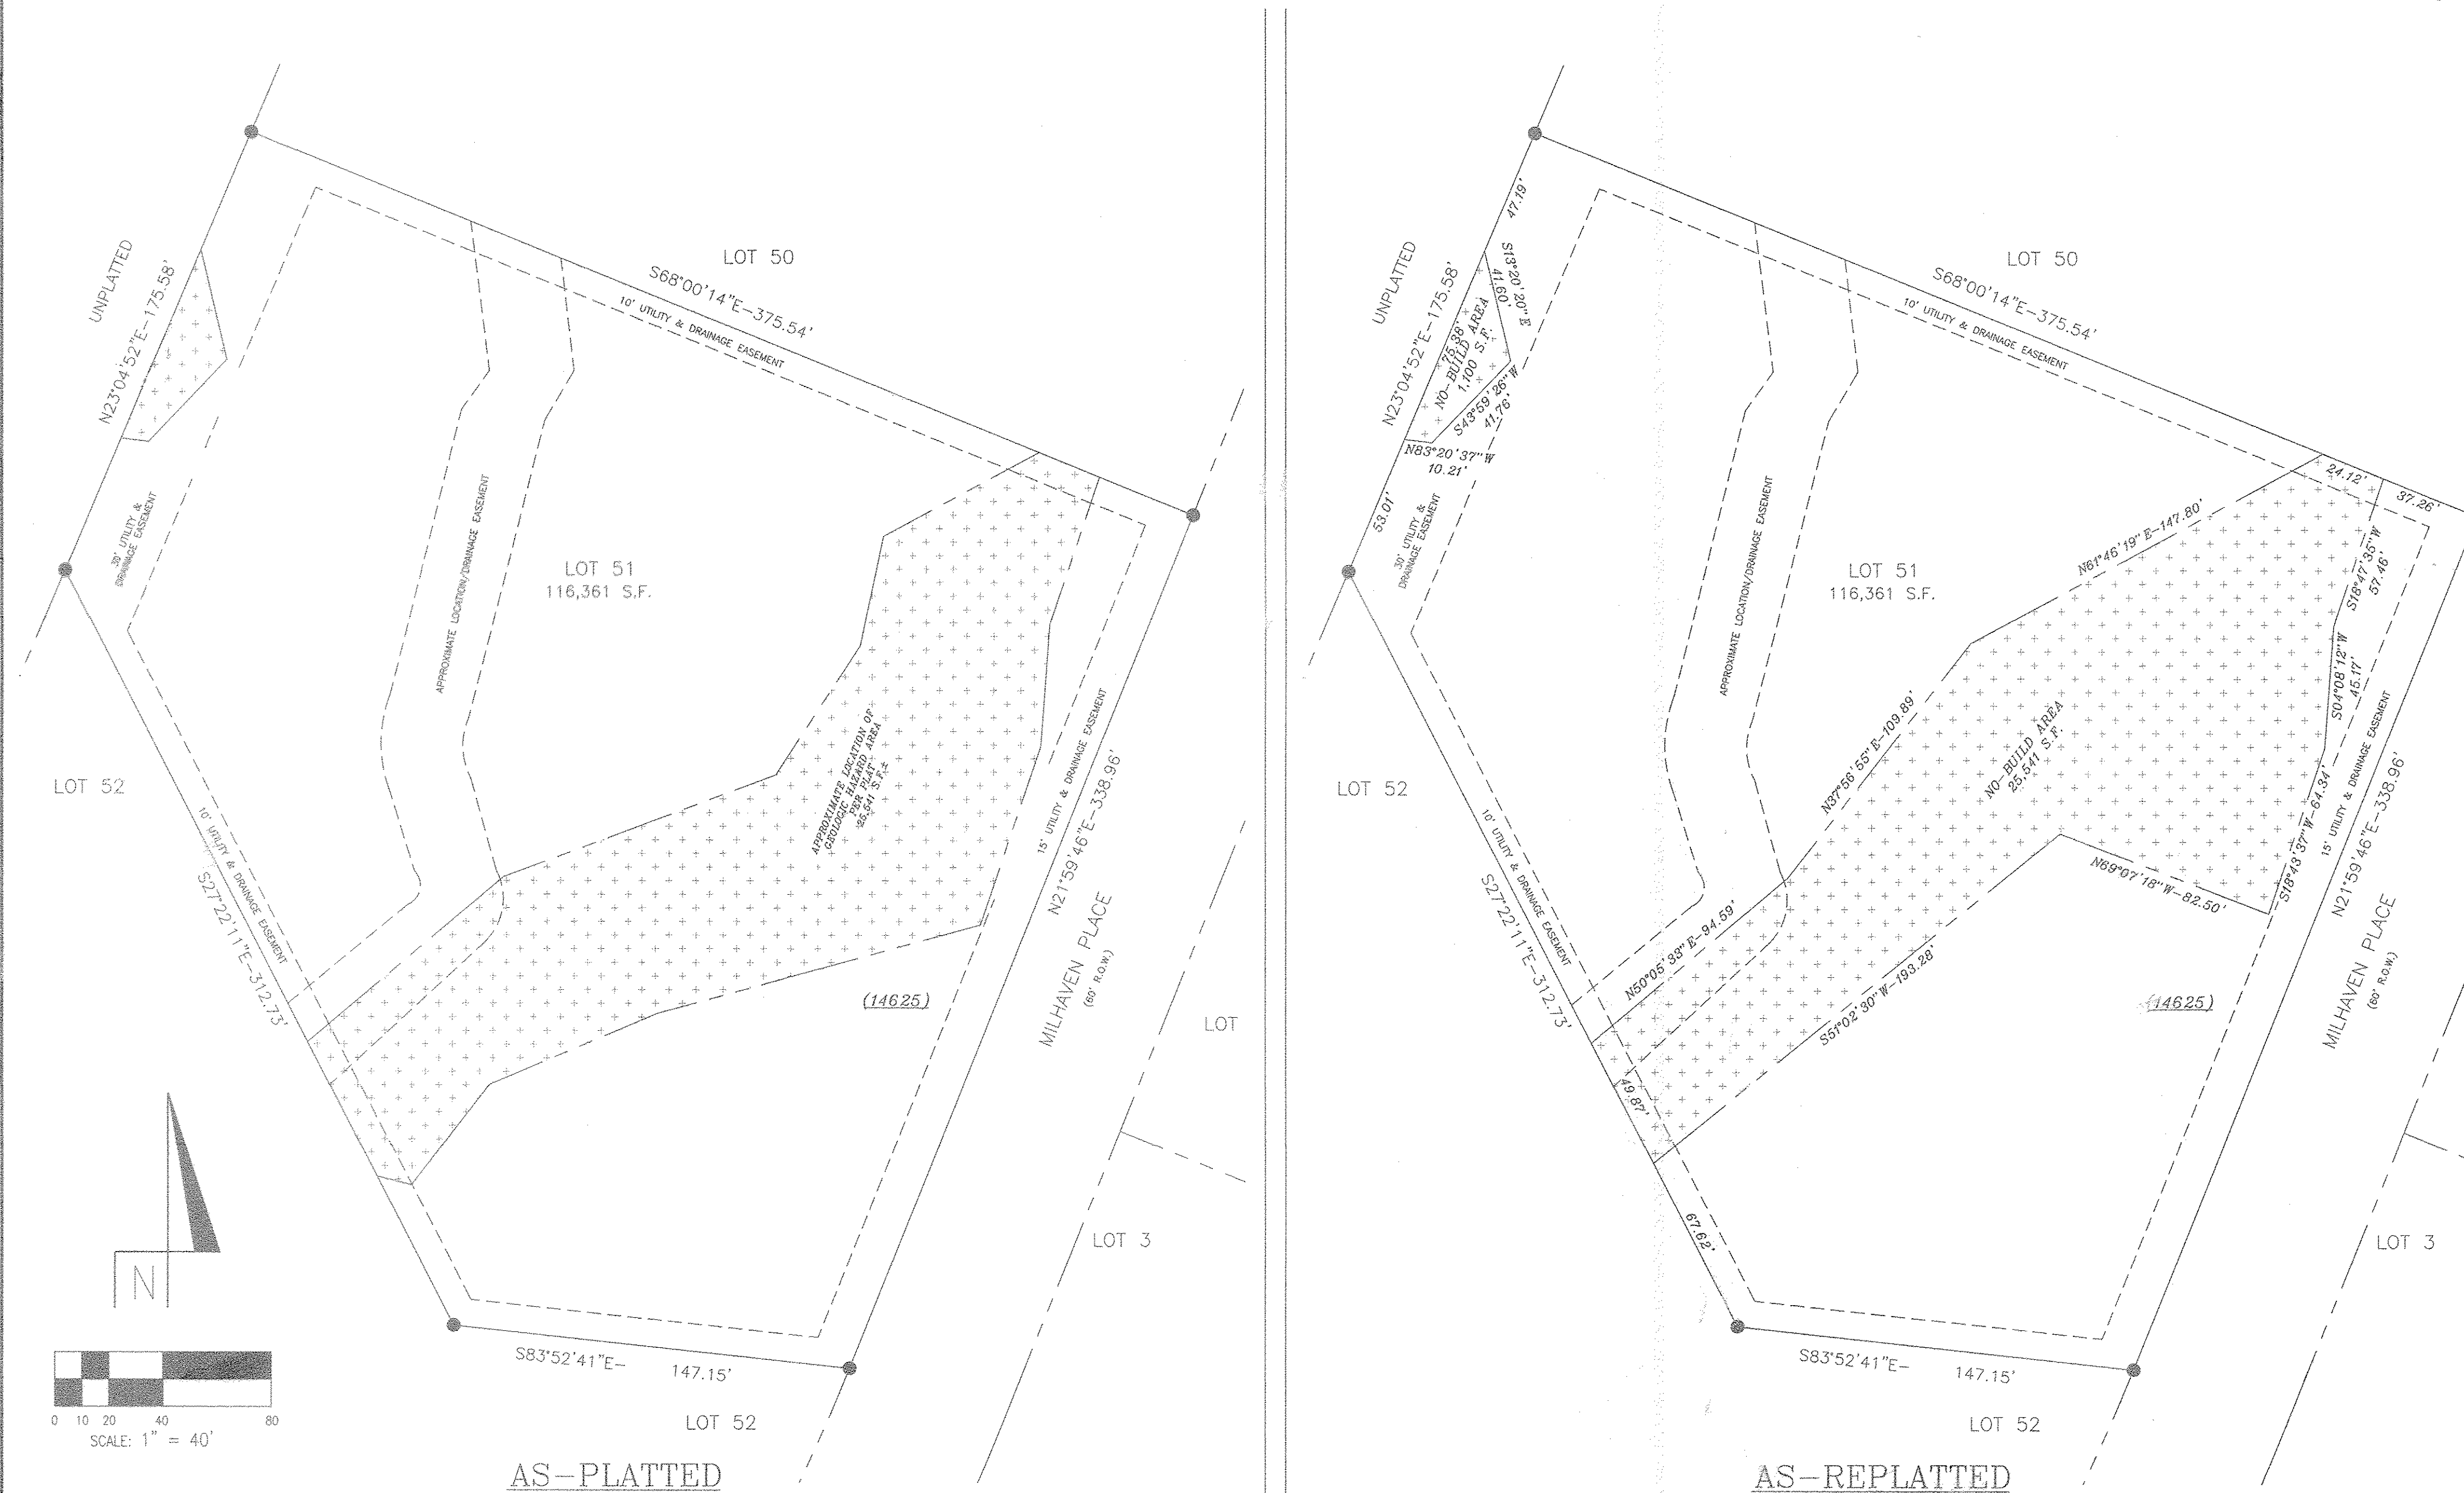 LOT 50
UNPLATTED
N23°04'52"E-175.58'
S68°00'14"E-375.54'
10' UTILITY & DRAINAGE EASEMENT
30' UTILITY &
DRAINAGE EASEMENT
APPROXIMATE LOCATION/DRAINAGE EASEMENT
LOT 51
116,361 S.F.
LOT 52
10' UTILITY & DRAINAGE EASEMENT
S27°22'11"E-312.73'
APPROXIMATE LOCATION OF
GEOLOGIC HAZARD AREA
PER PLAT
25,541 S.F.±
15' UTILITY & DRAINAGE EASEMENT
N21°59'46"E-338.96'
MILHAVEN PLACE
(60' R.O.W.)
(14625)
LOT
LOT 3
N
0 10 20 40 80
SCALE: 1" = 40'
S83°52'41"E- 147.15'
LOT 52
AS-PLATTED
47.19'
LOT 50
UNPLATTED
N23°04'52"E-175.58'
S13°20'20"E
41.60'
75.38'
NO-BUILD AREA
1,100 S.F.
S43°59'26"W
41.76'
N83°20'37"W
10.21'
53.01'
S68°00'14"E-375.54'
10' UTILITY & DRAINAGE EASEMENT
30' UTILITY &
DRAINAGE EASEMENT
APPROXIMATE LOCATION/DRAINAGE EASEMENT
LOT 51
116,361 S.F.
24.12'
37.26'
N61°46'19"E-147.80'
S18°47'35"W
57.46'
S04°08'12"W
45.17'
N37°56'55"E-109.89'
NO-BUILD AREA
25,541 S.F.
LOT 52
10' UTILITY & DRAINAGE EASEMENT
S27°22'11"E-312.73'
N50°05'33"E-94.59'
S51°02'30"W-193.28'
N69°07'18"W-82.50'
S18°43'37"W-64.34'
15' UTILITY & DRAINAGE EASEMENT
N21°59'46"E-338.96'
MILHAVEN PLACE
(60' R.O.W.)
(14625)
49.87'
67.62'
LOT 3
S83°52'41"E- 147.15'
LOT 52
AS-REPLATTED